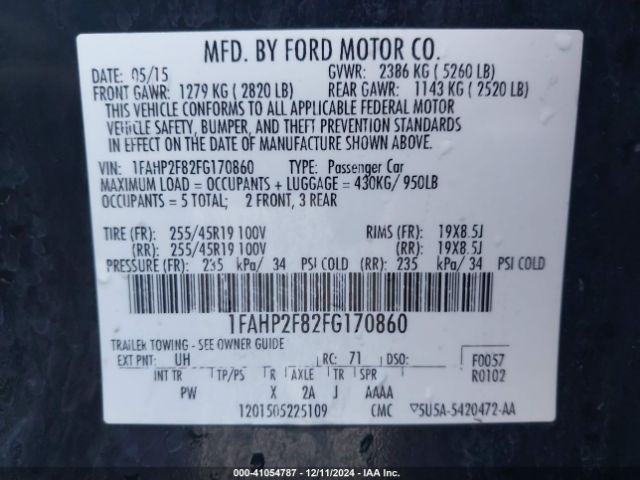 MFD. BY FORD MOTOR CO.
DATE: 05/15 GVWR: 2386 KG ( 5260 LB)
FRONT GAWR: 1279 KG ( 2820 LB) REAR GAWR: 1143 KG ( 2520 LB)
THIS VEHICLE CONFORMS TO ALL APPLICABLE FEDERAL MOTOR
VEHICLE SAFETY, BUMPER, AND THEFT PREVENTION STANDARDS
IN EFFECT ON THE DATE OF MANUFACTURE SHOWN ABOVE.
VIN: 1FAHP2F82FG170860 TYPE: Passenger Car
MAXIMUM LOAD = OCCUPANTS + LUGGAGE = 430KG/ 950LB
OCCUPANTS = 5 TOTAL; 2 FRONT, 3 REAR
TIRE (FR): 255/45R19 100V RIMS (FR): 19X8.5J
(RR): 255/45R19 100V (RR): 19X8.5J
PRESSURE (FR): 235 kPa/ 34 PSI COLD (RR): 235 kPa/ 34 PSI COLD
1FAHP2F82FG170860
TRAILER TOWING - SEE OWNER GUIDE
EXT PNT: UH RC: 71 DSO: F0057
INT TR TP/PS R AXLE TR SPR R0102
PW X 2A J AAAA
1201505225109 CMC ▽5U5A-5420472-AA
000-41054787 - 12/11/2024 - IAA Inc.